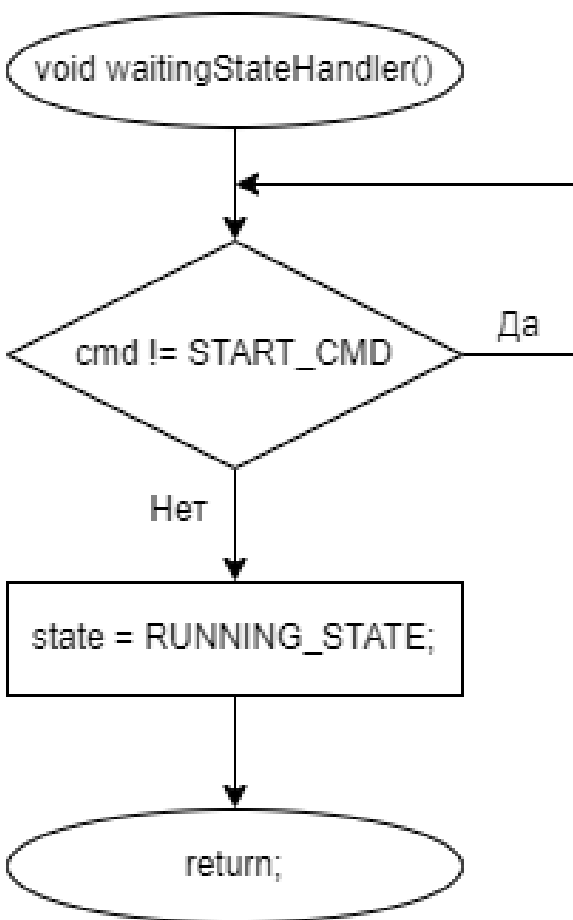 void waitingStateHandler()
cmd != START_CMD
Да
Нет
state = RUNNING_STATE;
return;